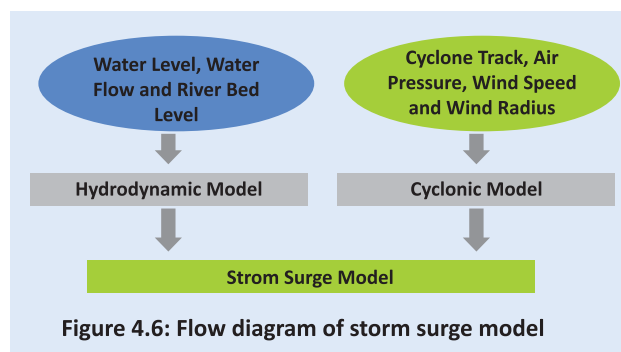 Water Level, Water
Flow and River Bed
Level
Cyclone Track, Air
Pressure, Wind Speed
and Wind Radius
Hydrodynamic Model
Cyclonic Model
Strom Surge Model
Figure 4.6: Flow diagram of storm surge model